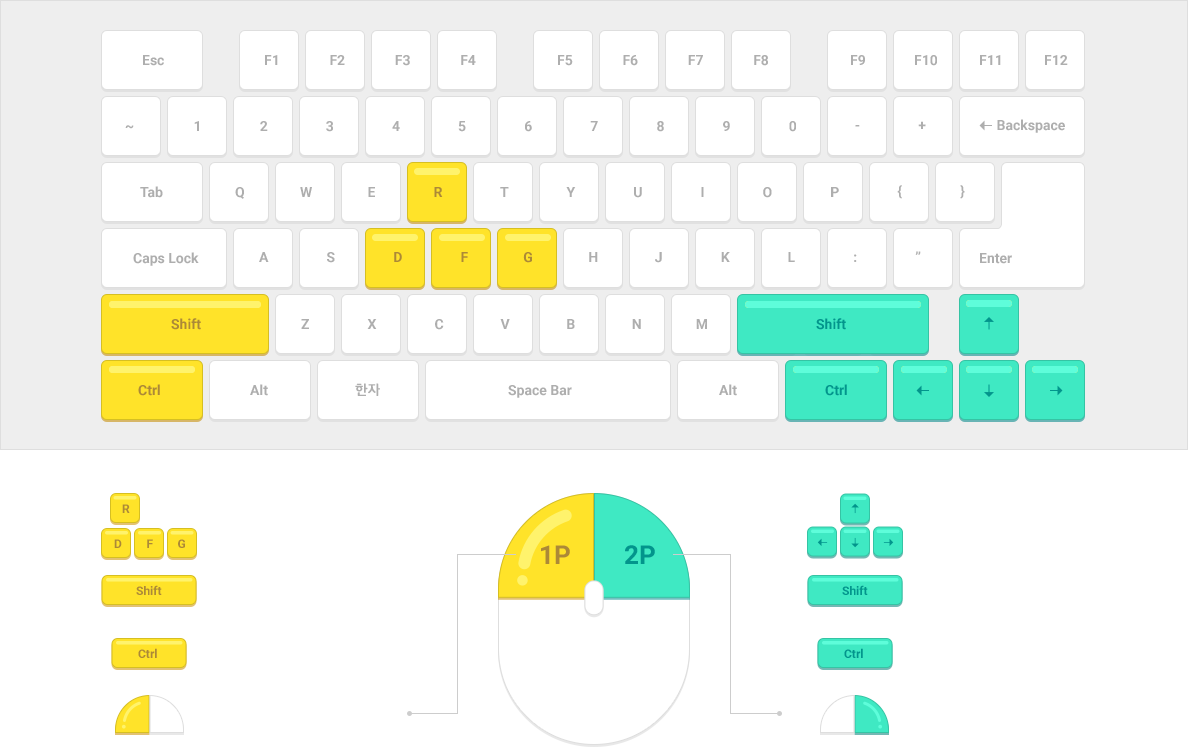 Esc F1 F2 F3 F4 F5 F6 F7 F8 F9 F10 F11 F12
~ 1 2 3 4 5 6 7 8 9 0 - + ← Backspace
Tab Q W E R T Y U I O P { }
Caps Lock A S D F G H J K L : " Enter
Shift Z X C V B N M Shift ↑
Ctrl Alt 한자 Space Bar Alt Ctrl ← ↓ →
R
D F G
Shift
Ctrl
1P 2P
↑
← ↓ →
Shift
Ctrl